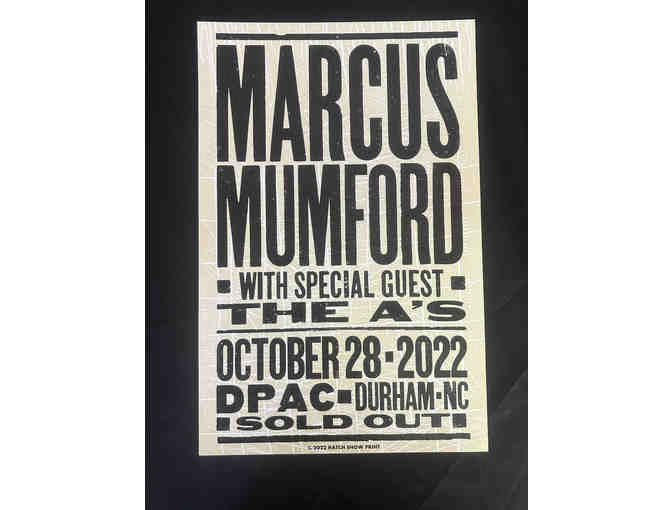 MARCUS
MUMFORD
▪ WITH SPECIAL GUEST ▪
THE A'S
OCTOBER 28 ▪ 2022
DPAC ▪ DURHAM ▪ NC
SOLD OUT
© 2022 HATCH SHOW PRINT